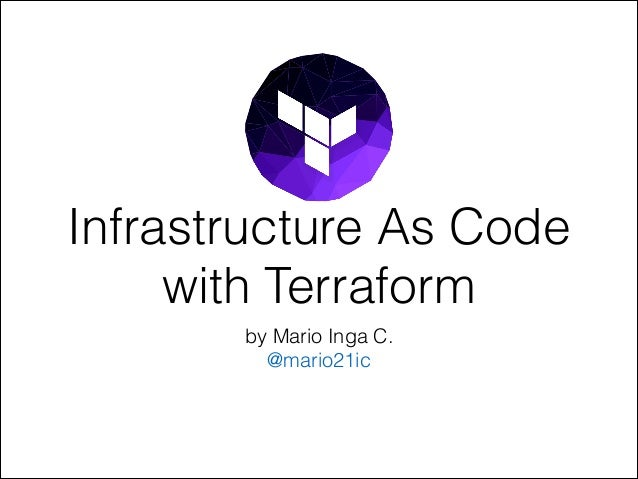 Infrastructure As Code
with Terraform
by Mario Inga C.
@mario21ic